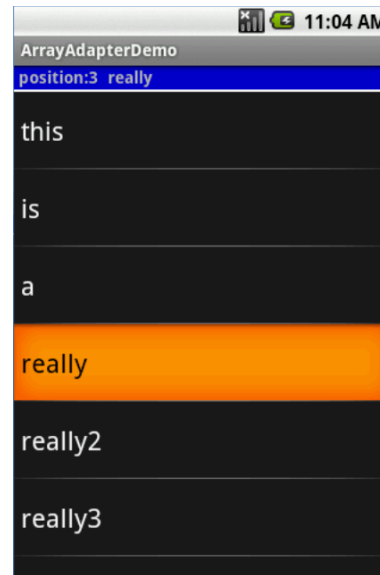 11:04 AM
ArrayAdapterDemo
position:3 really
this
is
a
really
really2
really3